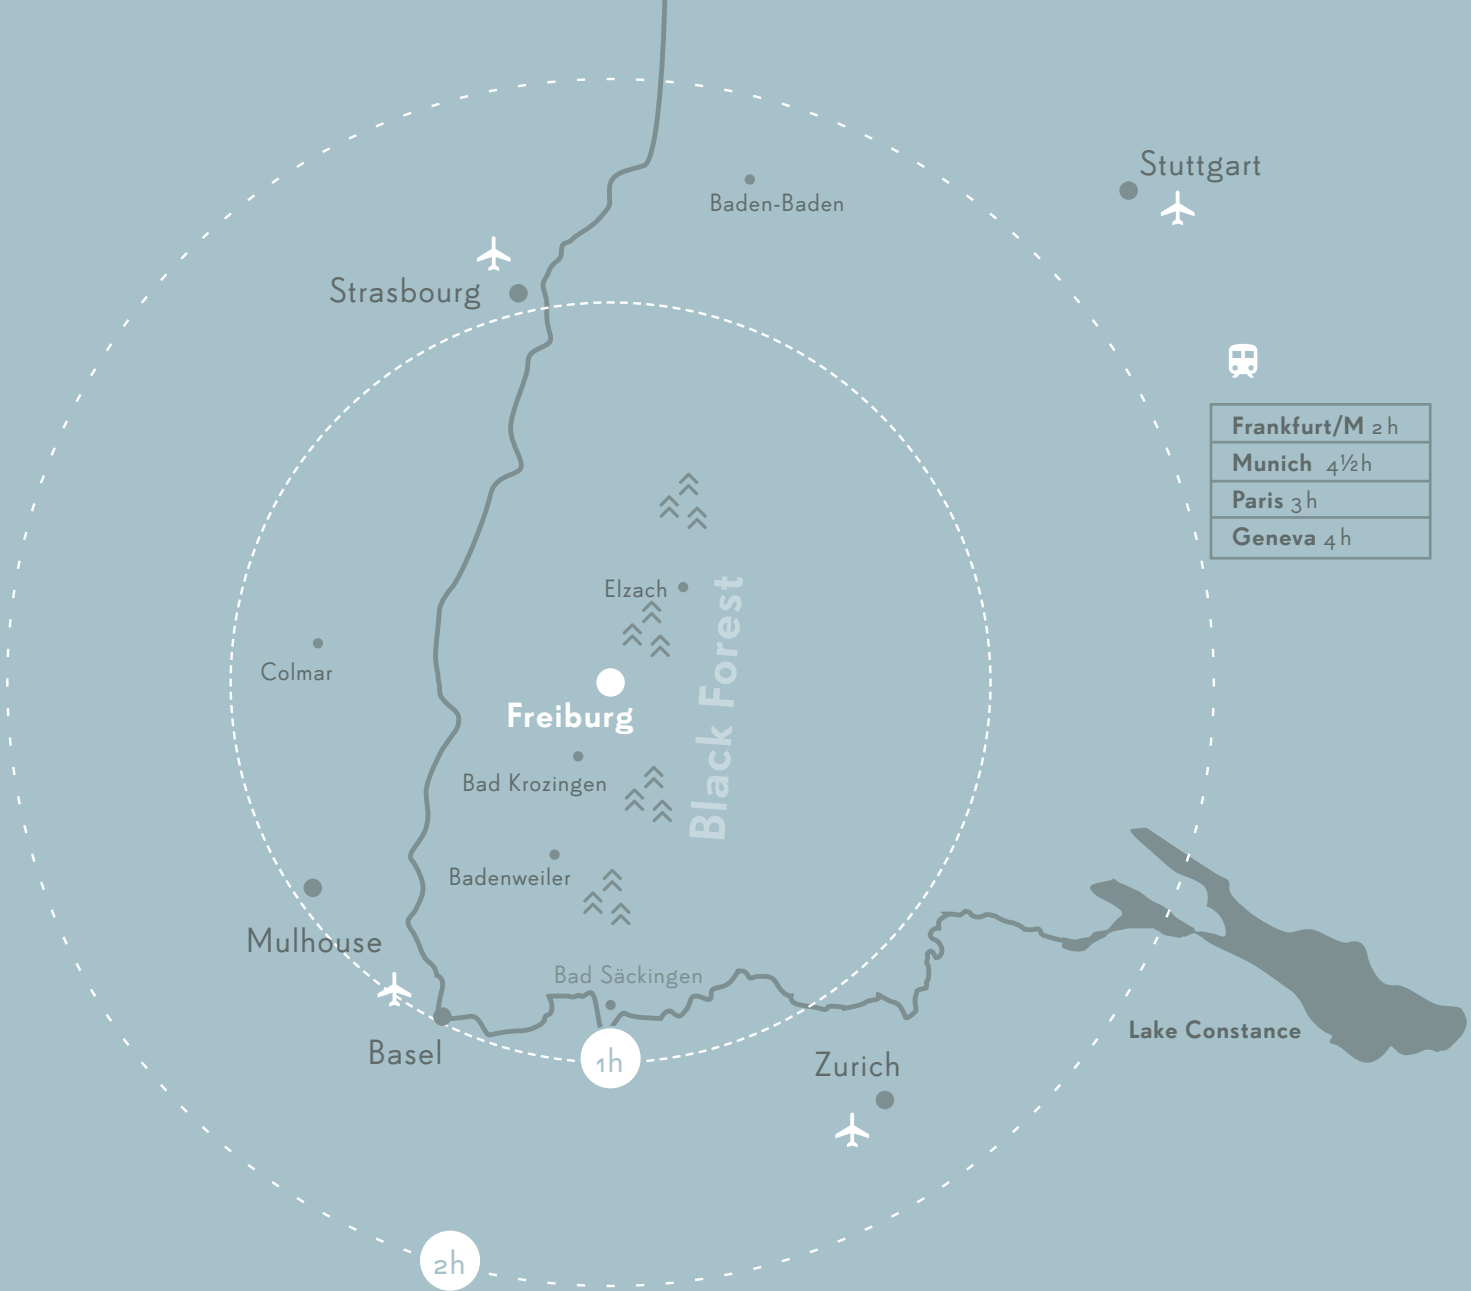 Stuttgart
Baden-Baden
Strasbourg
Frankfurt/M 2 h
Munich 4½h
Paris 3 h
Geneva 4 h
Elzach
Black Forest
Colmar
Freiburg
Bad Krozingen
Badenweiler
Mulhouse
Bad Säckingen
Lake Constance
Basel
1h
Zurich
2h